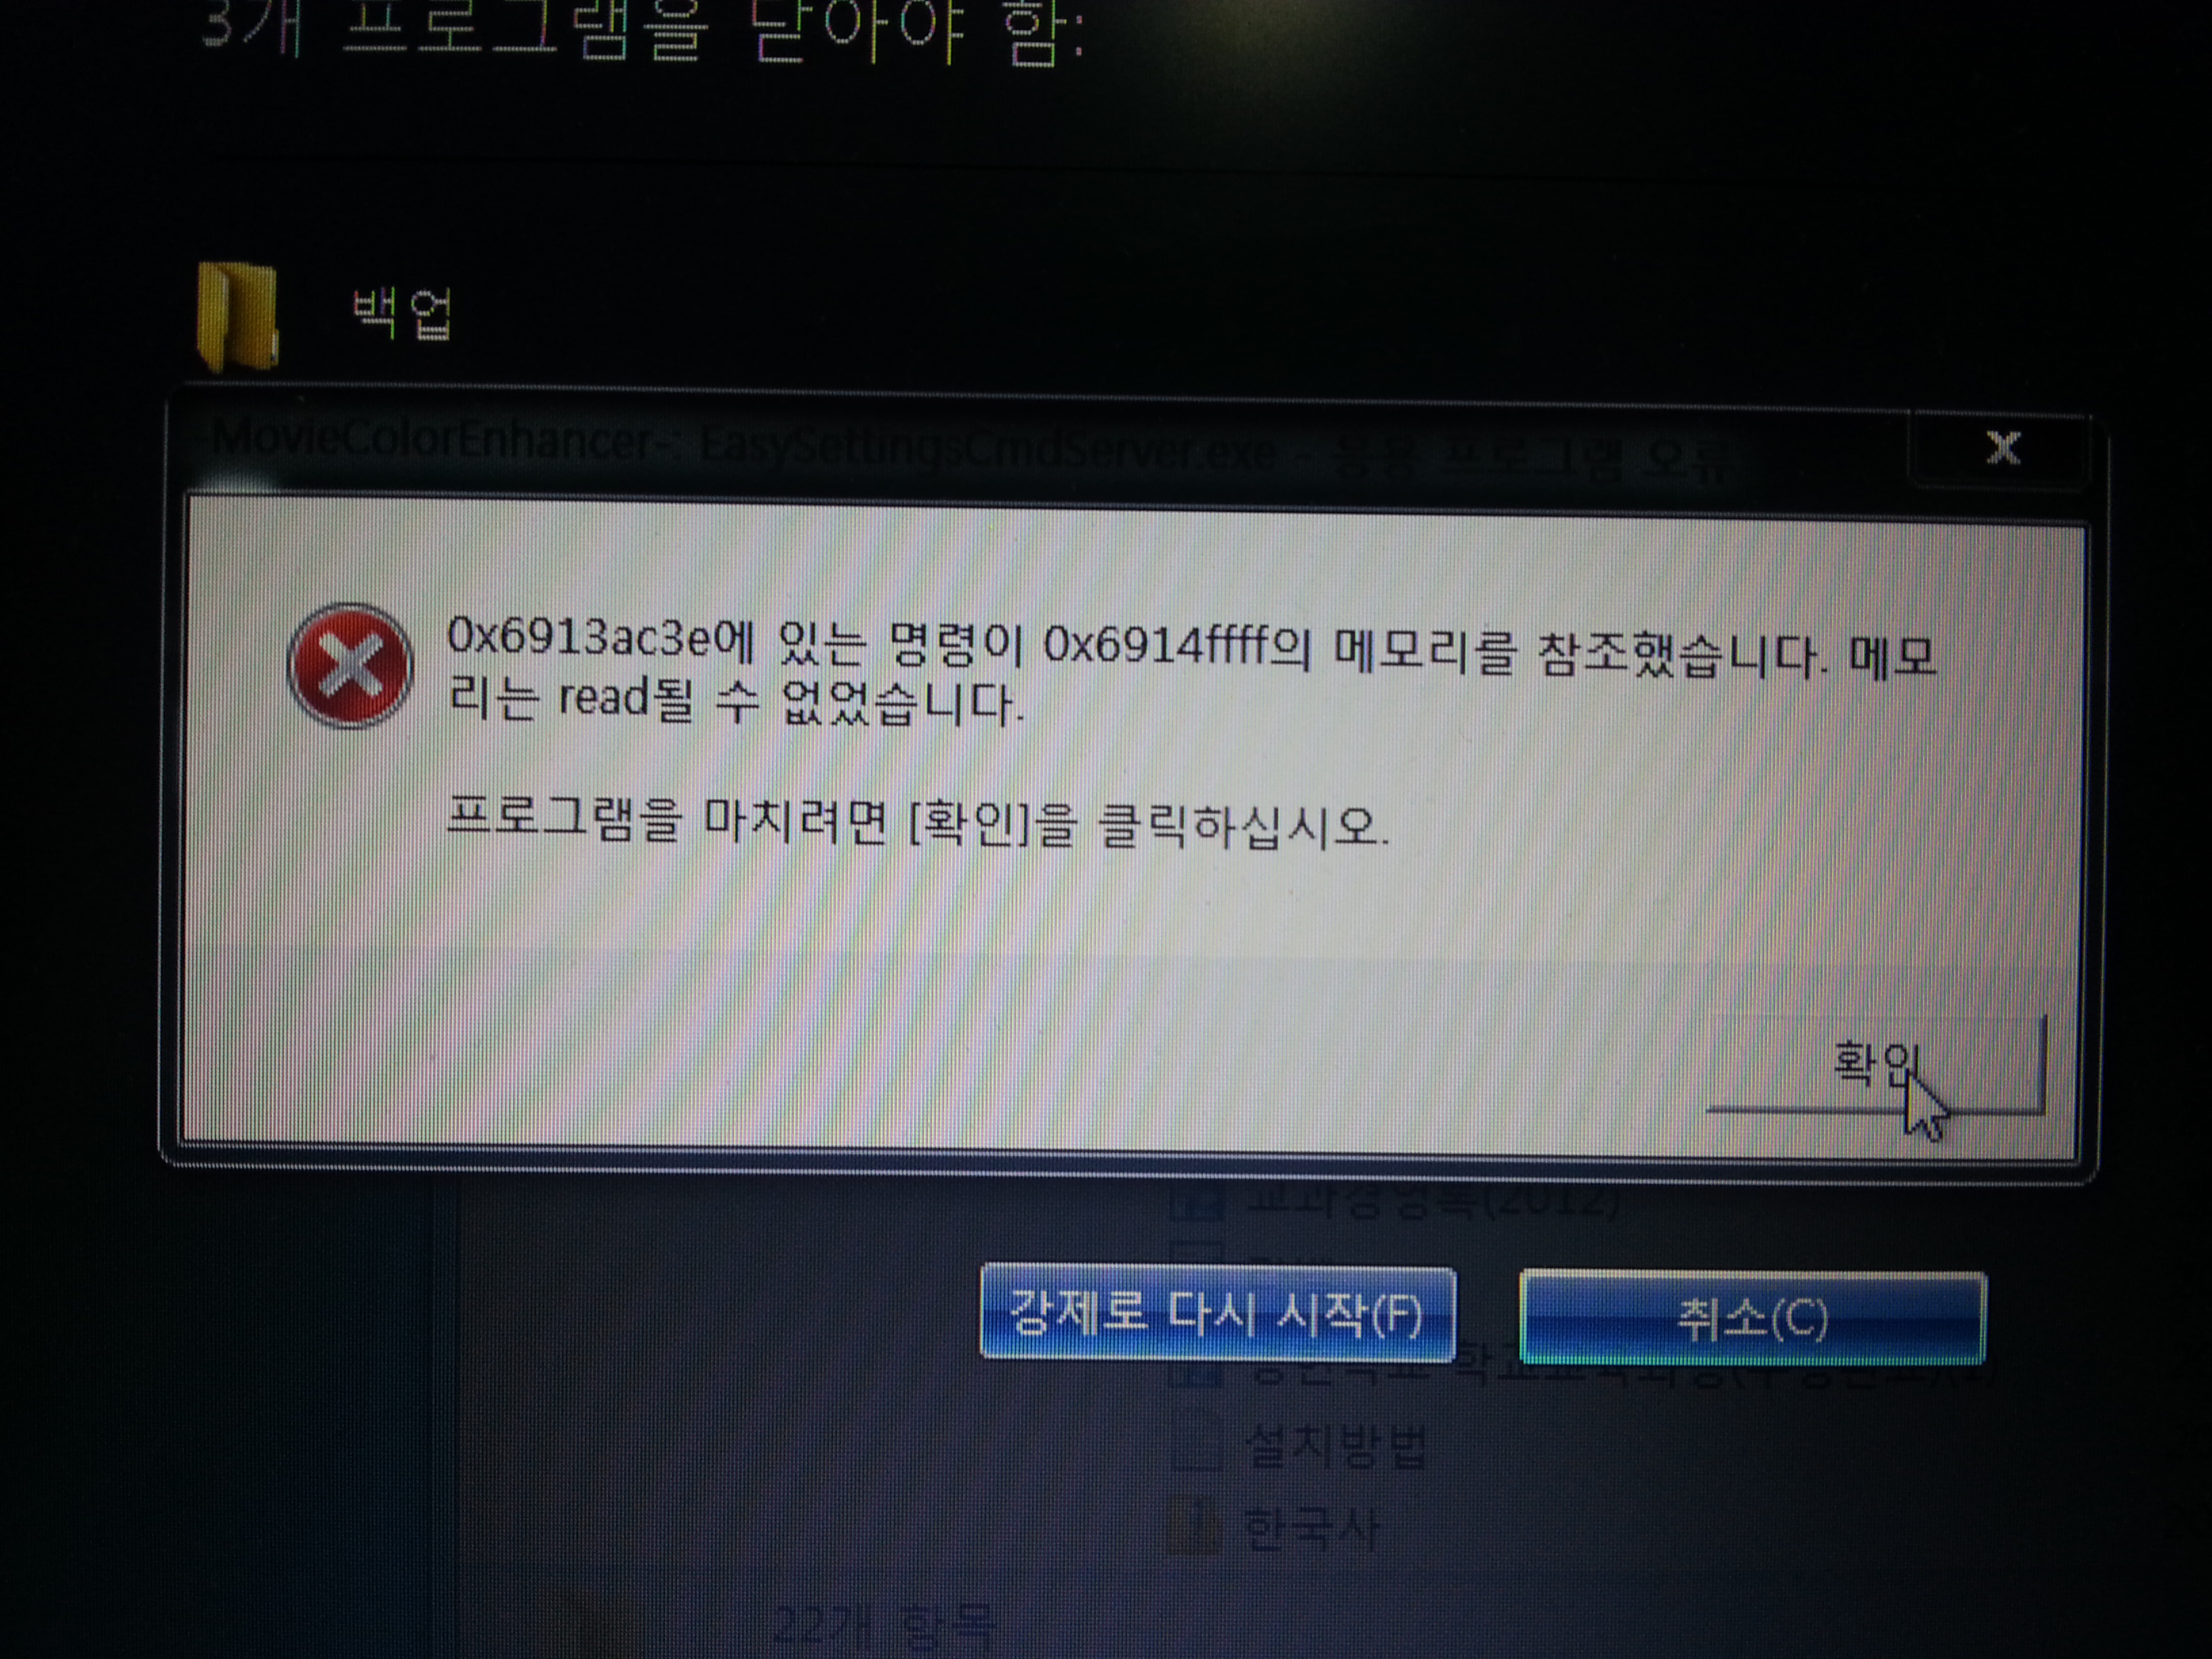 3개 프로그램을 닫아야 함:
백업
-MovieColorEnhancer-: EasySettingsCmdServer.exe - 응용 프로그램 오류
0x6913ac3e에 있는 명령이 0x6914ffff의 메모리를 참조했습니다. 메모
리는 read될 수 없었습니다.
프로그램을 마치려면 [확인]을 클릭하십시오.
확인
교과경영록(2012)
강제로 다시 시작(F)
취소(C)
설치방법
한국사
22개 항목